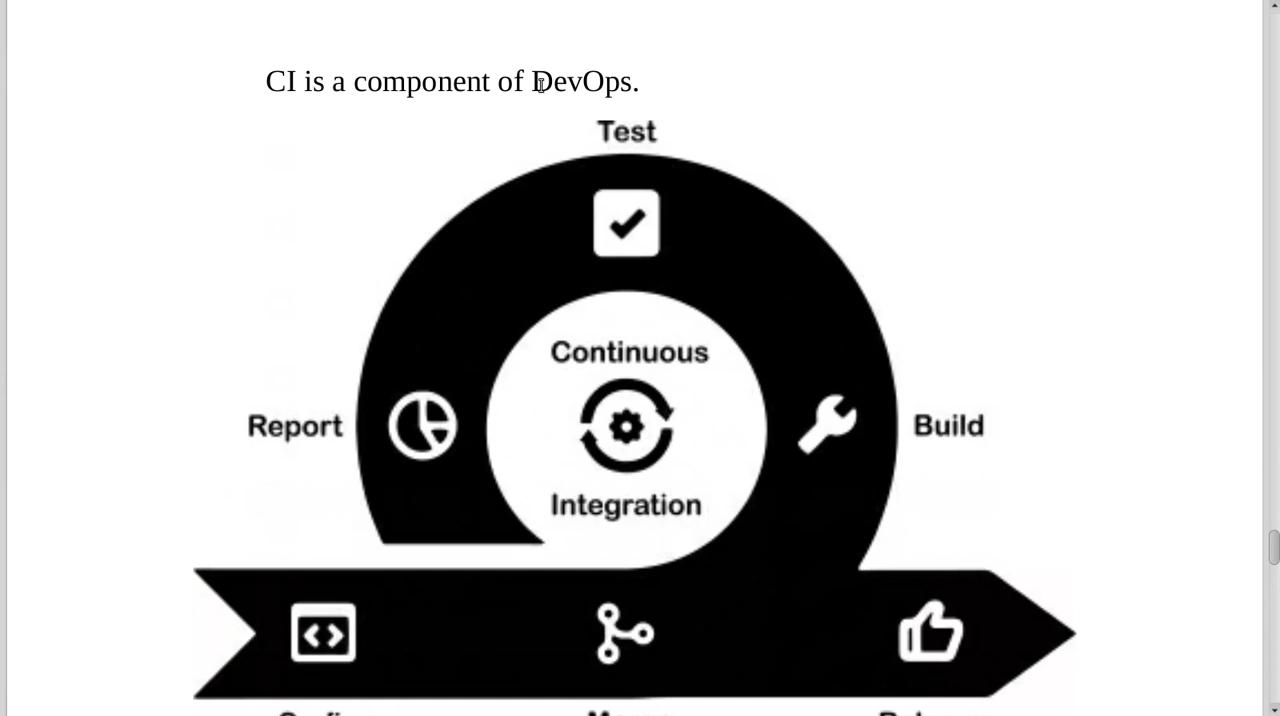 CI is a component of DevOps.
Test
Continuous
Report
Build
Integration